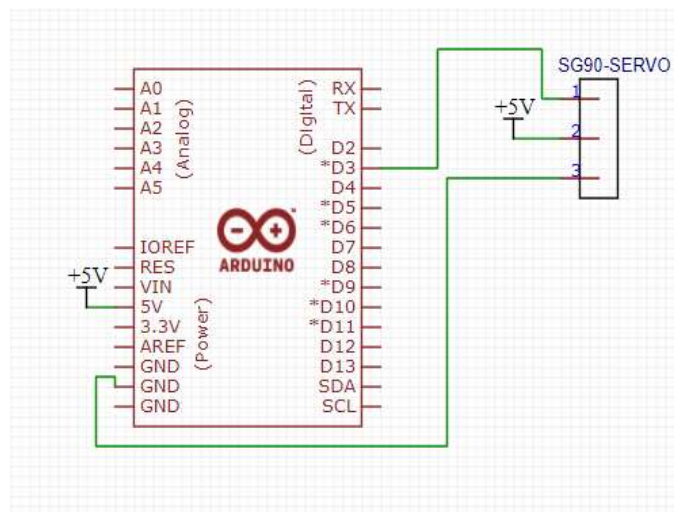 SG90-SERVO
1
+5V
2
3
A0
A1
A2
A3
A4
A5
(Analog)
(DIgital)
RX
TX
D2
*D3
D4
*D5
*D6
D7
D8
*D9
*D10
*D11
D12
D13
SDA
SCL
ARDUINO
+5V
IOREF
RES
VIN
5V
3.3V
AREF
GND
GND
GND
(Power)